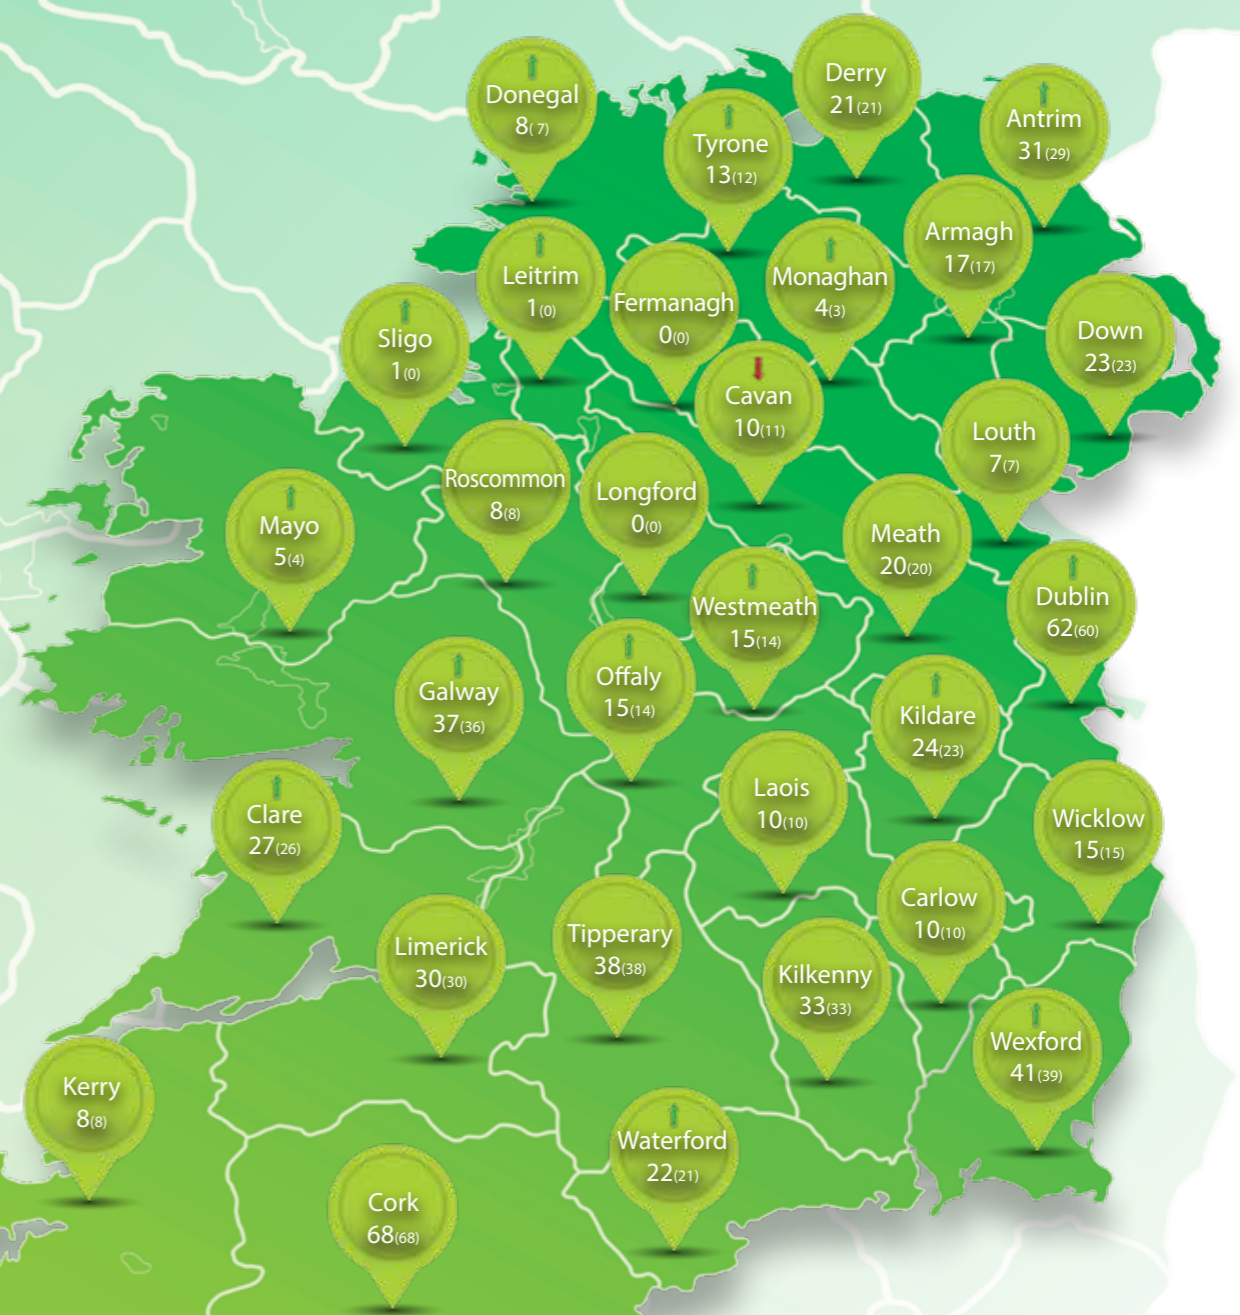 Derry
21(21)
Donegal
8( 7)
Antrim
31(29)
Tyrone
13(12)
Armagh
17(17)
Leitrim
1(0)
Monaghan
4(3)
Fermanagh
0(0)
Down
23(23)
Sligo
1(0)
Cavan
10(11)
Louth
7(7)
Roscommon
8(8)
Longford
0(0)
Mayo
5(4)
Meath
20(20)
Dublin
62(60)
Westmeath
15(14)
Offaly
15(14)
Galway
37(36)
Kildare
24(23)
Laois
10(10)
Clare
27(26)
Wicklow
15(15)
Carlow
10(10)
Tipperary
38(38)
Limerick
30(30)
Kilkenny
33(33)
Wexford
41(39)
Kerry
8(8)
Waterford
22(21)
Cork
68(68)